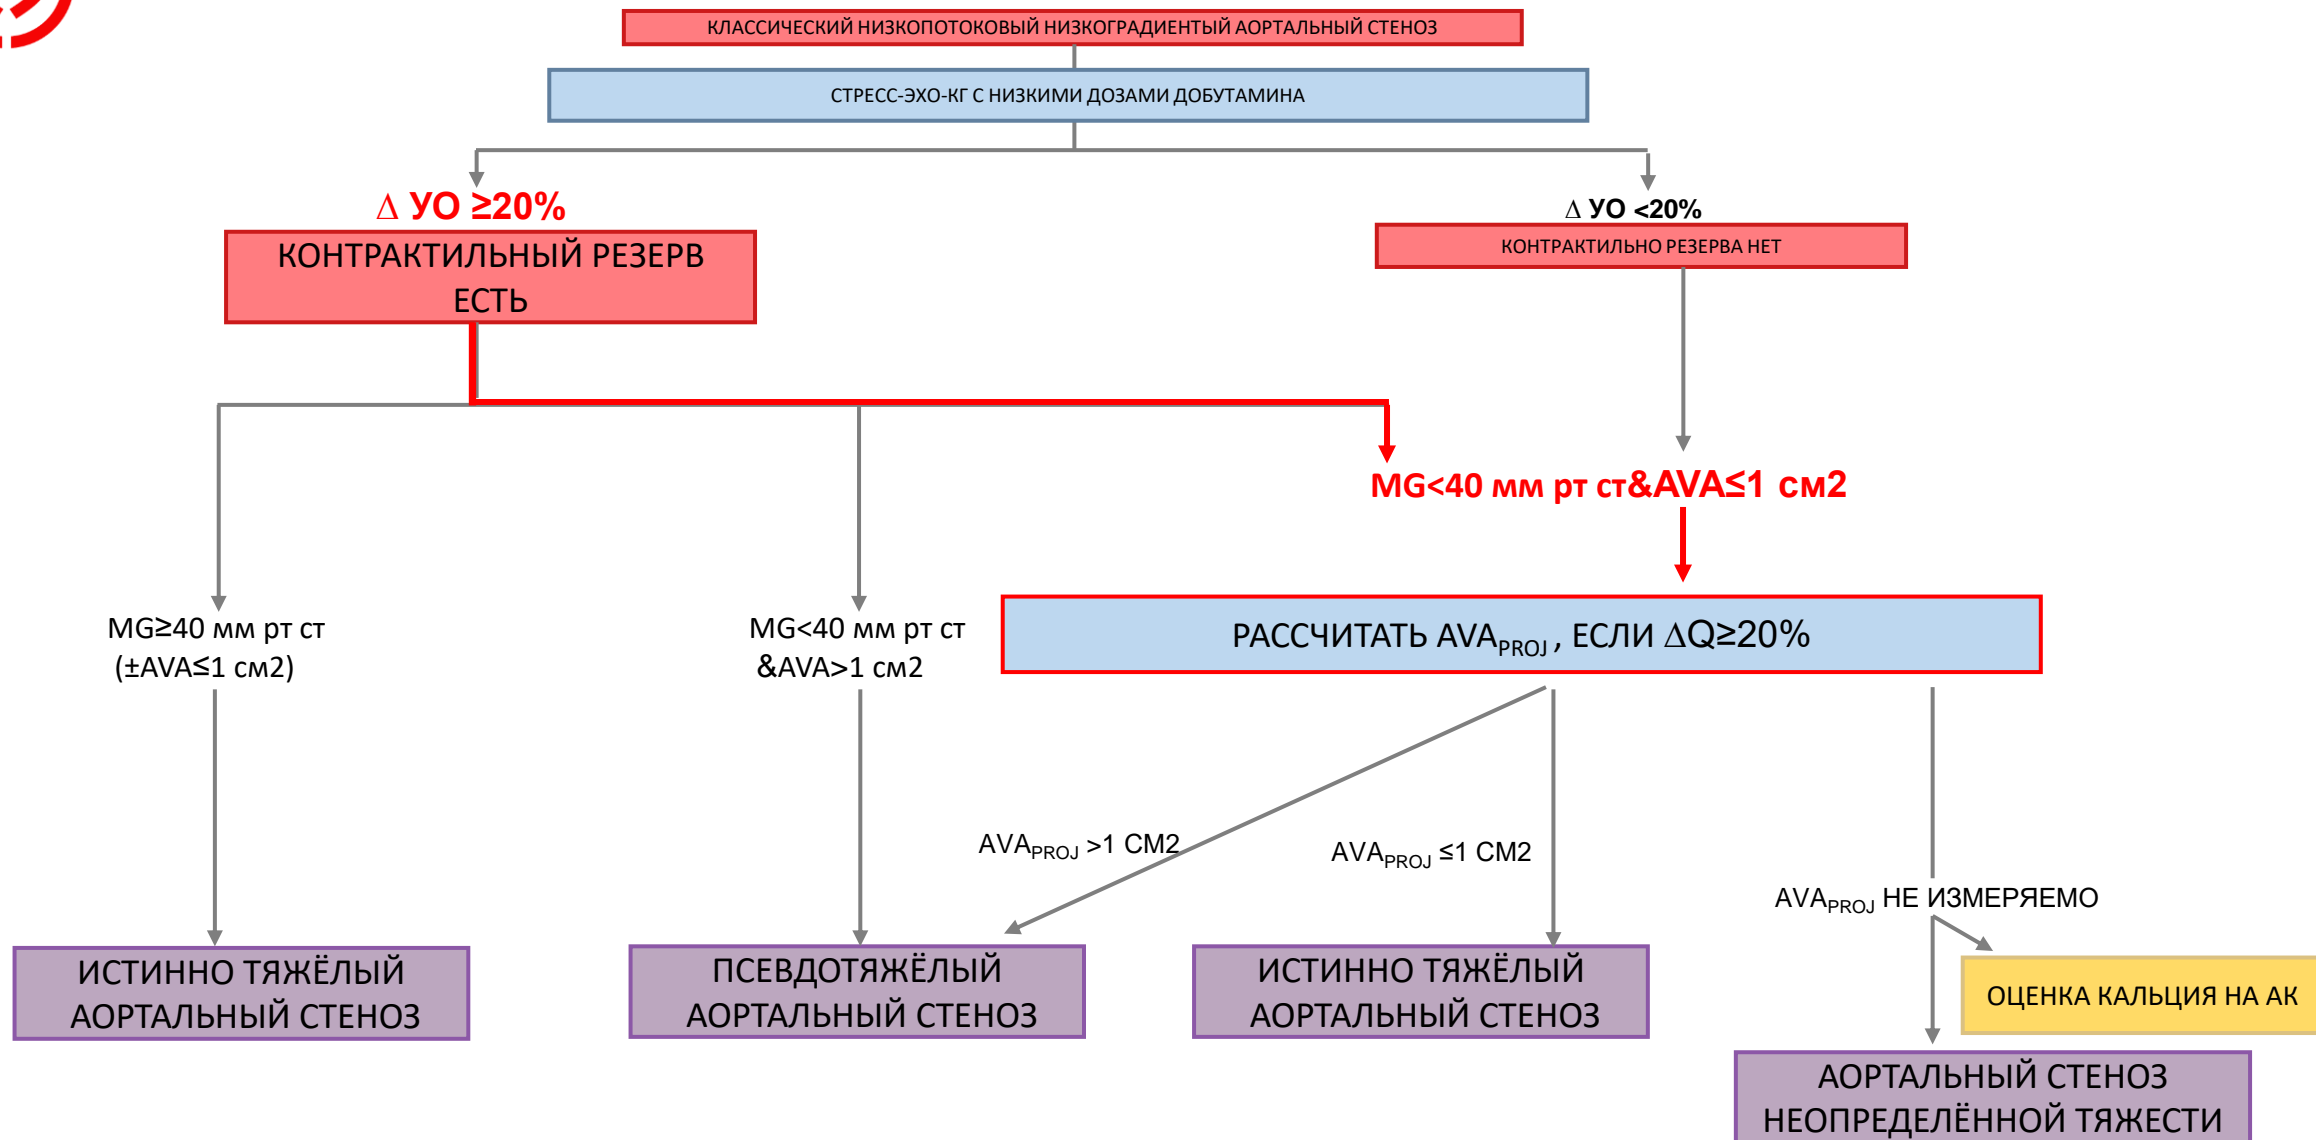 КЛАССИЧЕСКИЙ НИЗКОПОТОКОВЫЙ НИЗКОГРАДИЕНТЫЙ АОРТАЛЬНЫЙ СТЕНОЗ
СТРЕСС-ЭХО-КГ С НИЗКИМИ ДОЗАМИ ДОБУТАМИНА
Δ УО ≥20%
КОНТРАКТИЛЬНЫЙ РЕЗЕРВ
ЕСТЬ
Δ УО <20%
КОНТРАКТИЛЬНО РЕЗЕРВА НЕТ
MG<40 мм рт ст&AVA≤1 см2
MG≥40 мм рт ст
(±AVA≤1 см2)
MG<40 мм рт ст
&AVA>1 см2
РАССЧИТАТЬ AVAPROJ , ЕСЛИ ΔQ≥20%
AVAPROJ >1 СМ2
AVAPROJ ≤1 СМ2
AVAPROJ НЕ ИЗМЕРЯЕМО
ИСТИННО ТЯЖЁЛЫЙ
АОРТАЛЬНЫЙ СТЕНОЗ
ПСЕВДОТЯЖЁЛЫЙ
АОРТАЛЬНЫЙ СТЕНОЗ
ИСТИННО ТЯЖЁЛЫЙ
АОРТАЛЬНЫЙ СТЕНОЗ
ОЦЕНКА КАЛЬЦИЯ НА АК
АОРТАЛЬНЫЙ СТЕНОЗ
НЕОПРЕДЕЛЁННОЙ ТЯЖЕСТИ